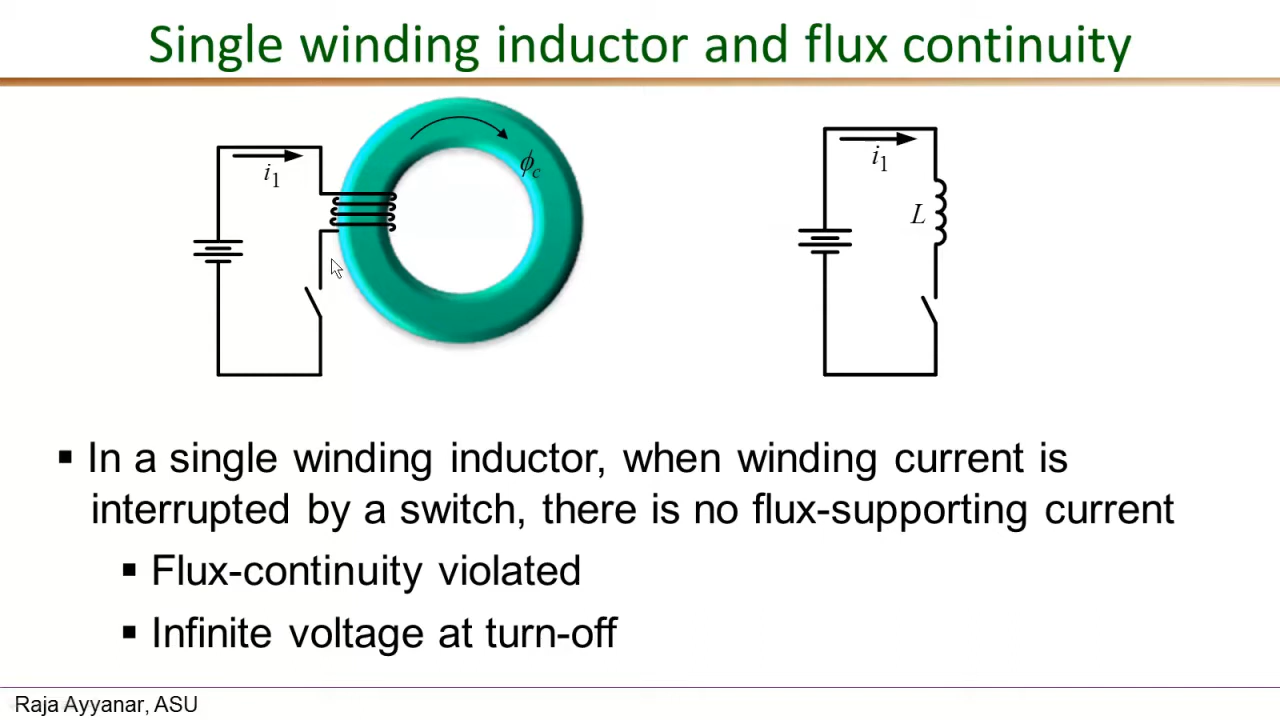 Single winding inductor and flux continuity
i1
ϕc
i1
L
▪ In a single winding inductor, when winding current is
interrupted by a switch, there is no flux-supporting current
▪ Flux-continuity violated
▪ Infinite voltage at turn-off
Raja Ayyanar, ASU